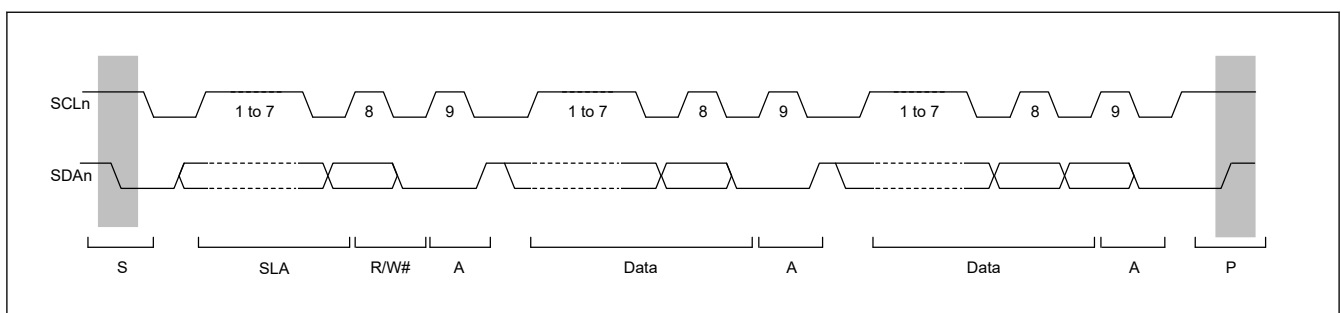 SCLn
1 to 7 8 9 1 to 7 8 9 1 to 7 8 9
SDAn
S SLA R/W# A Data A Data A P